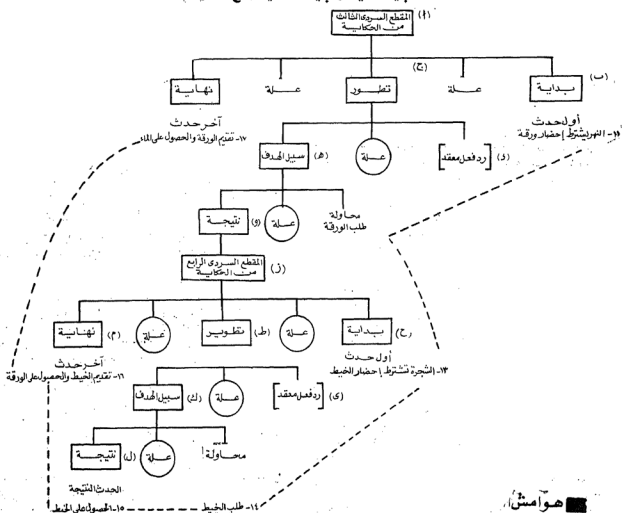 (أ)
المقطع السردى الثالث
من الحكاية
(ب) بداية
علة
(ج) تطور
علة
نهاية
أول حدث
النهر يشترط إحضار ورقة
آخر حدث
١٧- تقديم الورقة والحصول على الماء
(د) [رد فعل معقد]
علة
(ه) سبيل الهدف
محاولة
طلب الورقة
علة
(و) نتيجة
(ز)
المقطع السردى الرابع
من الحكاية
(ح) بداية
علة
(ط) تطوير
علة
(م) نهاية
أول حدث
١٣- الشجرة تشترط إحضار الخيط
آخر حدث
١٦- تقديم الخيط والحصول على الورقة
(ى) [رد فعل معقد]
علة
(ك) سبيل الهدف
محاولة!
علة
(ل) نتيجة
الحدث النتيجة
١٤- طلب الخيط
١٥- الحصول على الخيط
هوامش